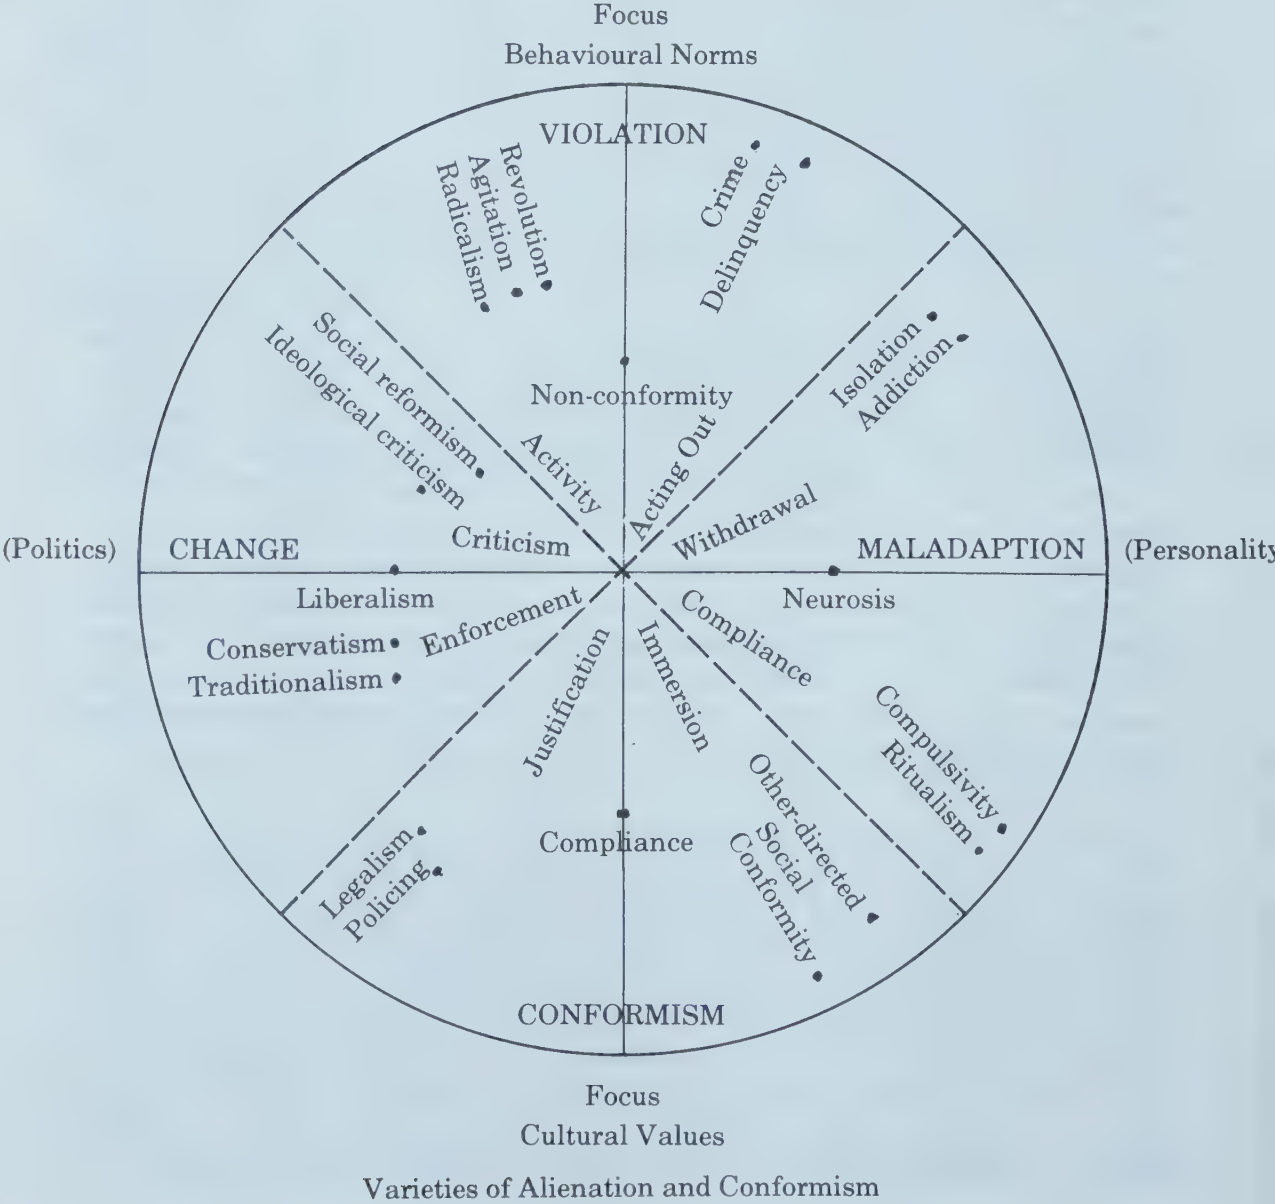 Focus
Behavioural Norms
VIOLATION
Revolution
Agitation
Radicalism
Crime
Delinquency
Social reformism
Ideological criticism
Isolation
Addiction
Non-conformity
Activity
Acting Out
Criticism
Withdrawal
(Politics)
CHANGE
MALADAPTION
(Personality
Liberalism
Neurosis
Conservatism
Traditionalism
Enforcement
Justification
Immersion
Compliance
Compulsivity
Ritualism
Legalism
Policing
Compliance
Other-directed
Social
Conformity
CONFORMISM
Focus
Cultural Values
Varieties of Alienation and Conformism